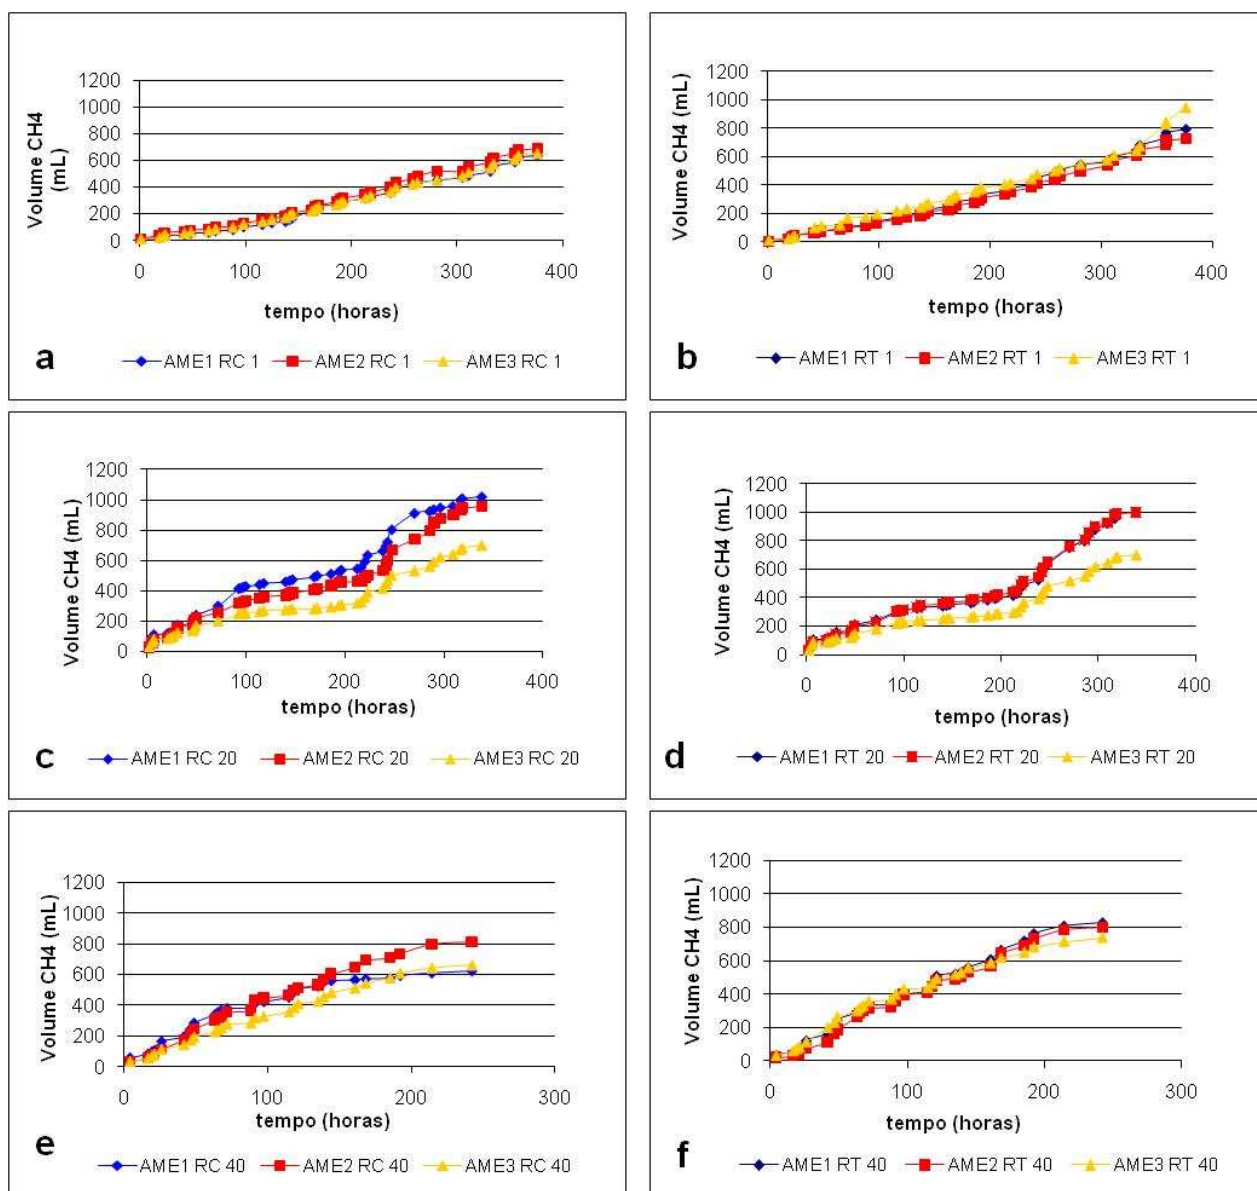 Volume CH4 (mL)
1200
1000
800
600
400
200
0
0 100 200 300 400
tempo (horas)
a AME1 RC 1 AME2 RC 1 AME3 RC 1
Volume CH4 (mL)
1200
1000
800
600
400
200
0
0 100 200 300 400
tempo (horas)
b AME1 RT 1 AME2 RT 1 AME3 RT 1
Volume CH4 (mL)
1200
1000
800
600
400
200
0
0 100 200 300 400
tempo (horas)
c AME1 RC 20 AME2 RC 20 AME3 RC 20
Volume CH4 (mL)
1200
1000
800
600
400
200
0
0 100 200 300 400
tempo (horas)
d AME1 RT 20 AME2 RT 20 AME3 RT 20
Volume CH4 (mL)
1200
1000
800
600
400
200
0
0 100 200 300
tempo (horas)
e AME1 RC 40 AME2 RC 40 AME3 RC 40
Volume CH4 (mL)
1200
1000
800
600
400
200
0
0 100 200 300
tempo (horas)
f AME1 RT 40 AME2 RT 40 AME3 RT 40